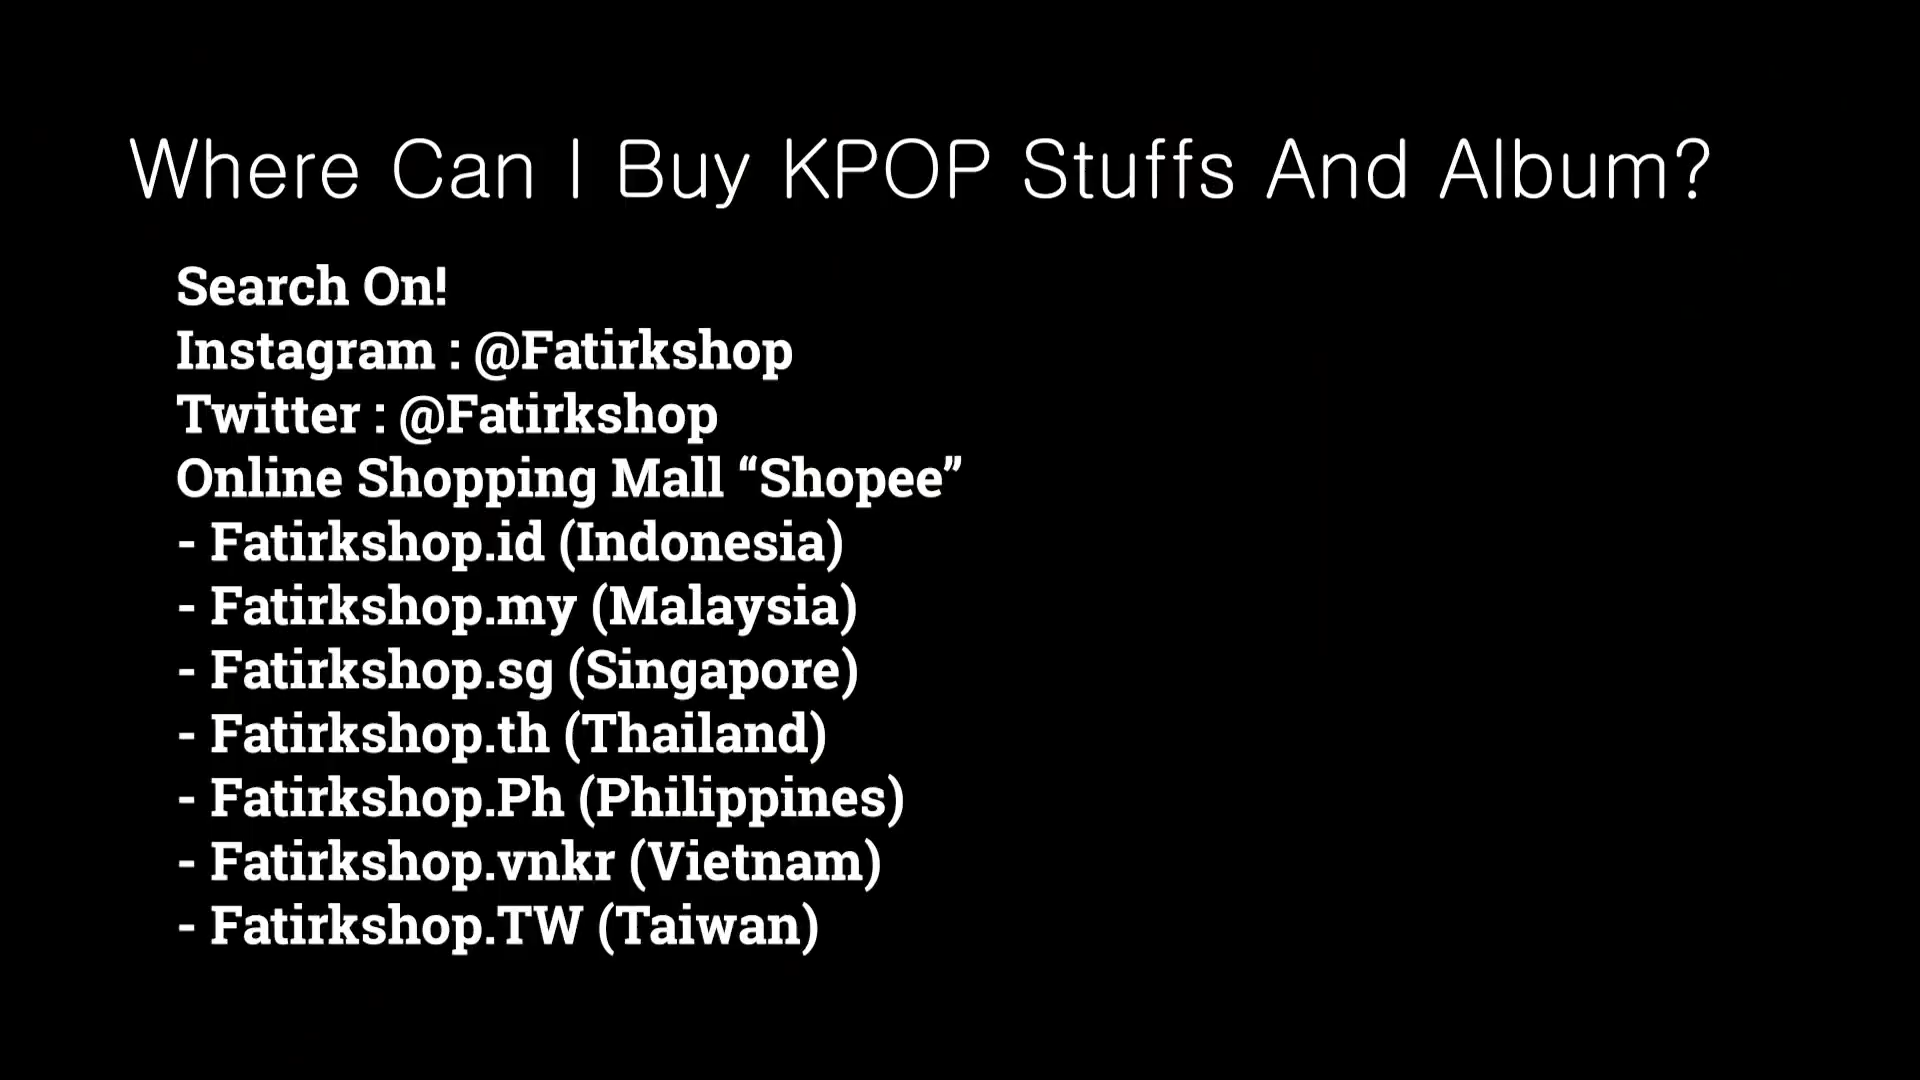 Where Can I Buy KPOP Stuffs And Album?
Search On!
Instagram : @Fatirkshop
Twitter : @Fatirkshop
Online Shopping Mall “Shopee”
- Fatirkshop.id (Indonesia)
- Fatirkshop.my (Malaysia)
- Fatirkshop.sg (Singapore)
- Fatirkshop.th (Thailand)
- Fatirkshop.Ph (Philippines)
- Fatirkshop.vnkr (Vietnam)
- Fatirkshop.TW (Taiwan)